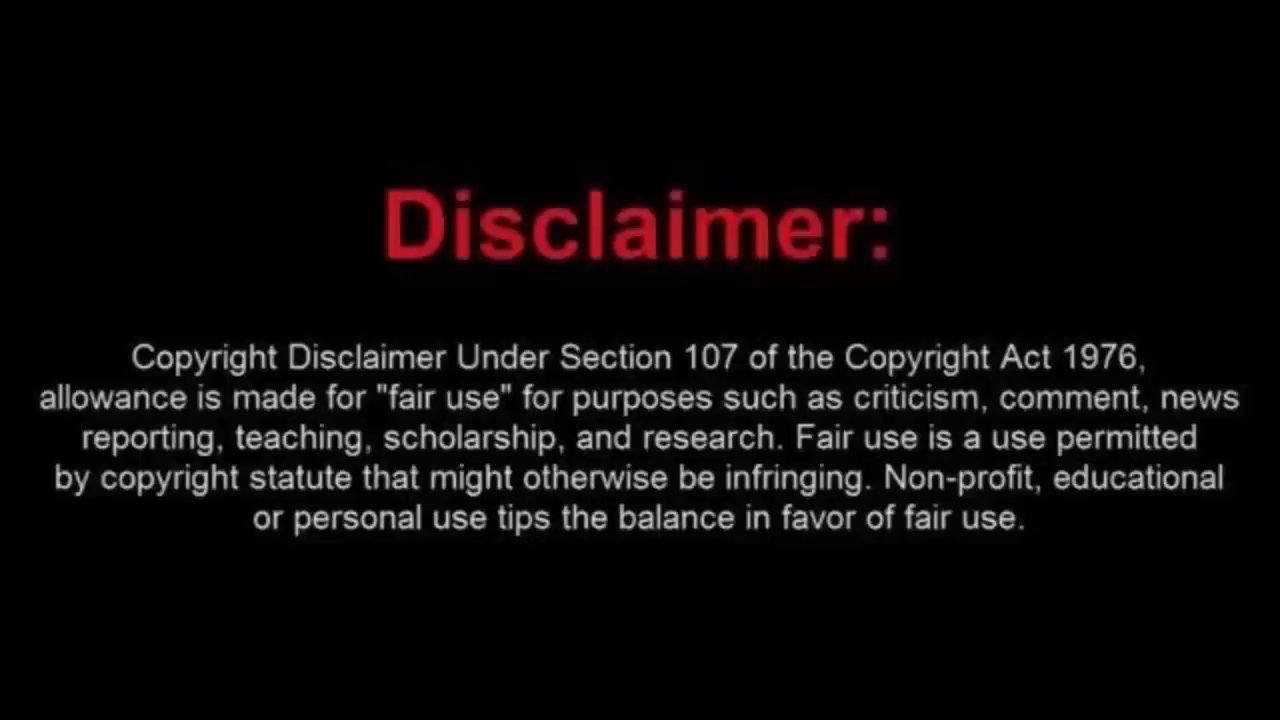 Disclaimer:
Copyright Disclaimer Under Section 107 of the Copyright Act 1976,
allowance is made for "fair use" for purposes such as criticism, comment, news
reporting, teaching, scholarship, and research. Fair use is a use permitted
by copyright statute that might otherwise be infringing. Non-profit, educational
or personal use tips the balance in favor of fair use.